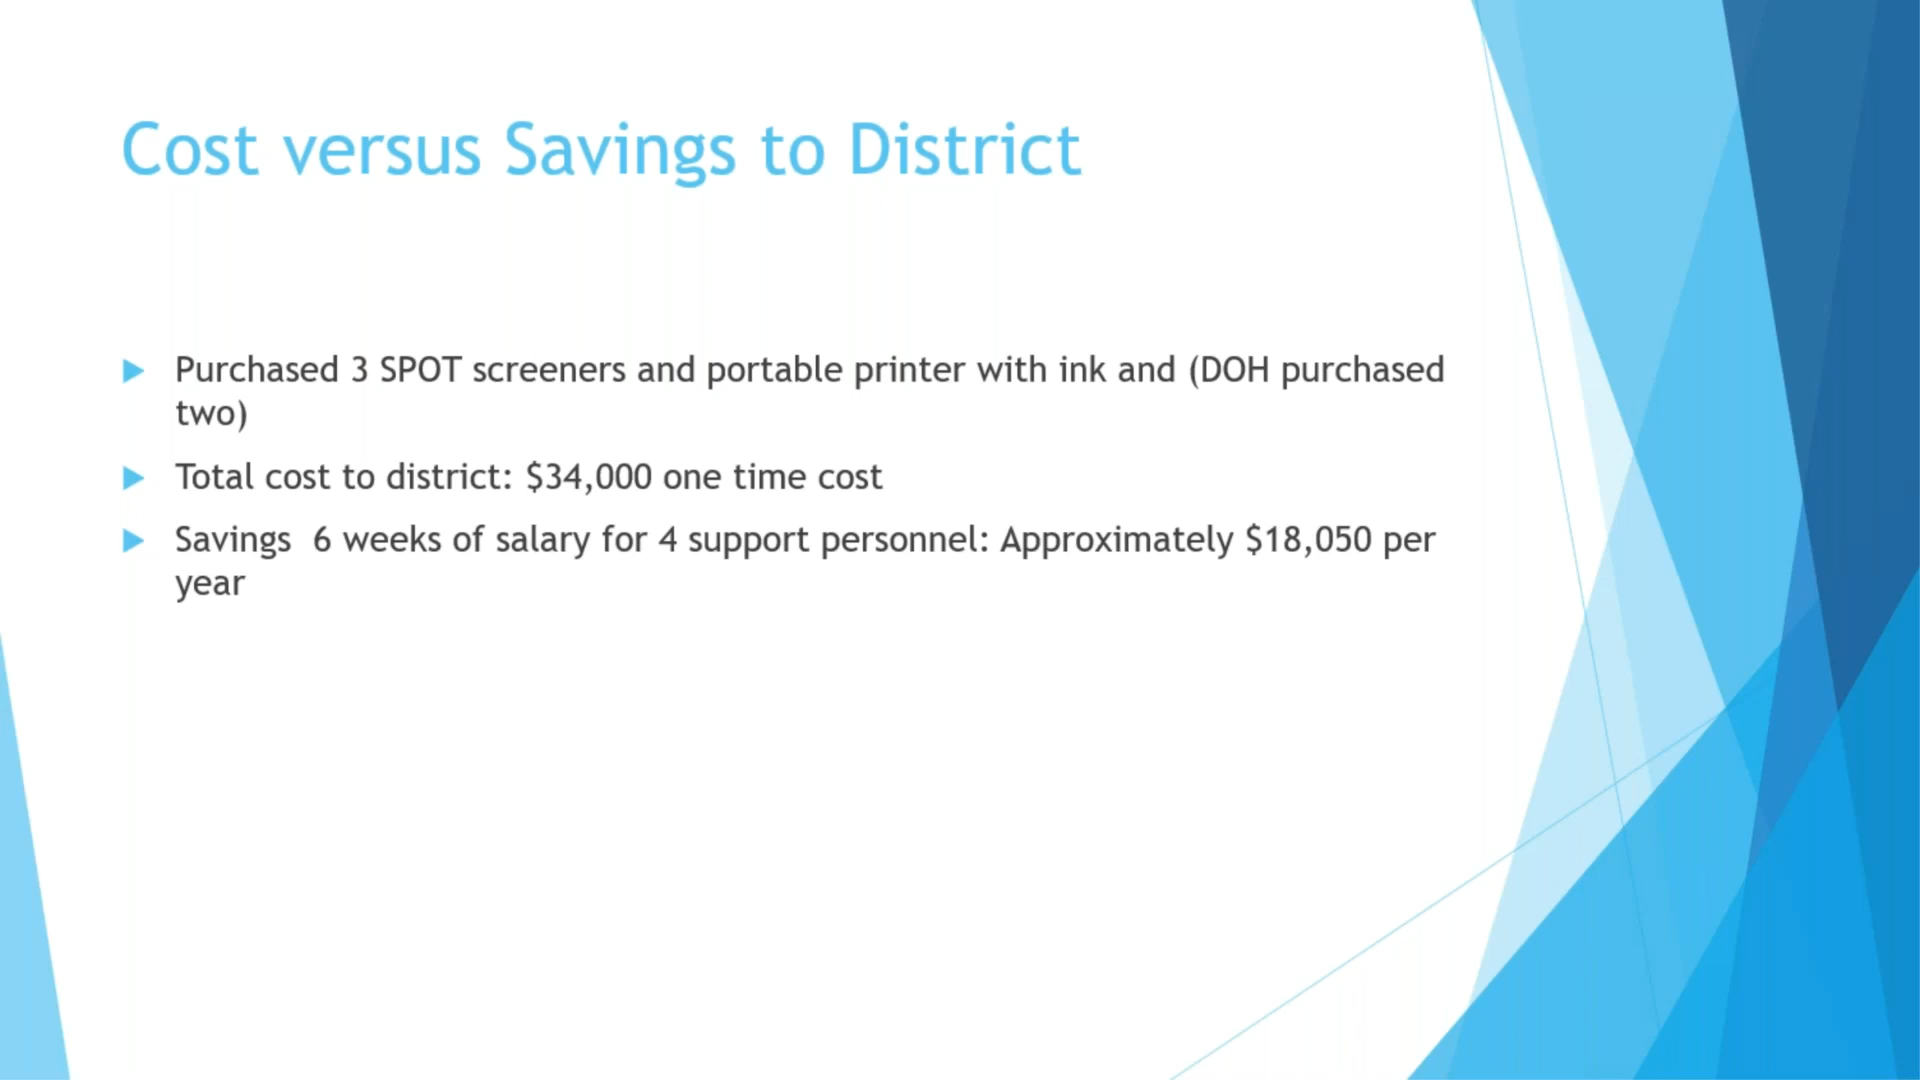 Cost versus Savings to District
Purchased 3 SPOT screeners and portable printer with ink and (DOH purchased
two)
Total cost to district: $34,000 one time cost
Savings  6 weeks of salary for 4 support personnel: Approximately $18,050 per
year